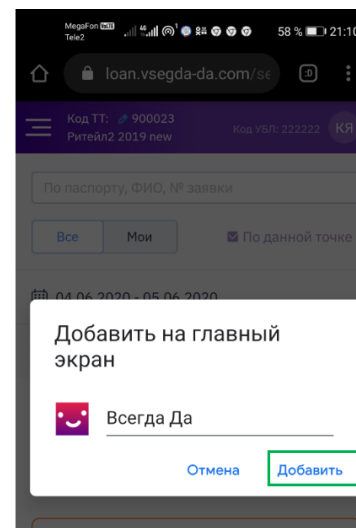 MegaFon VoLTE
Tele2
58 % 21:10
loan.vsegda-da.com/se
:D
Код ТТ: 900023
Ритейл2 2019 new
Код УБЛ: 222222
КЯ
По паспорту, ФИО, № заявки
Все Мои По данной точке
04.06.2020 - 05.06.2020
Добавить на главный
экран
Всегда Да
Отмена Добавить